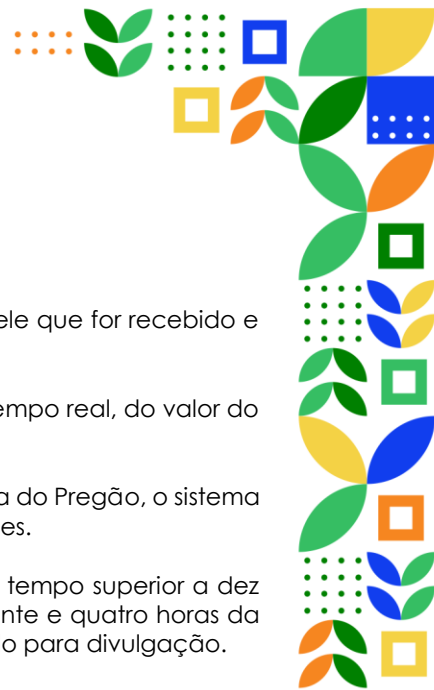 ele que for recebido e
empo real, do valor do
a do Pregão, o sistema
es.
tempo superior a dez
nte e quatro horas da
o para divulgação.